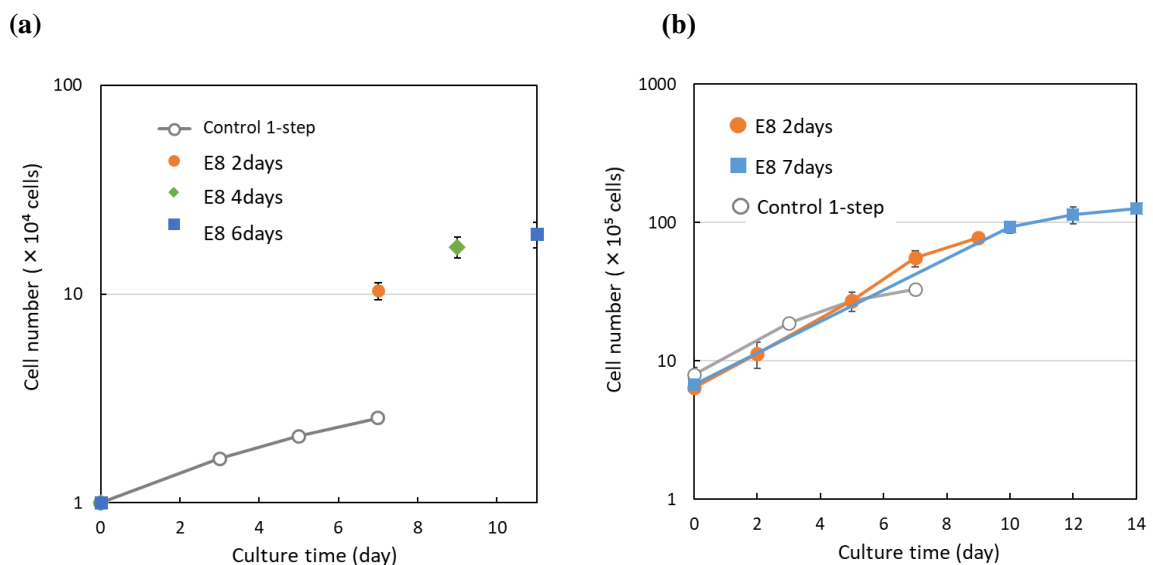 (a)
100
10
1
Cell number (×10⁴ cells)
Control 1-step
E8 2days
E8 4days
E8 6days
0 2 4 6 8 10
Culture time (day)
(b)
1000
100
10
1
Cell number (×10⁵ cells)
E8 2days
E8 7days
Control 1-step
0 2 4 6 8 10 12 14
Culture time (day)